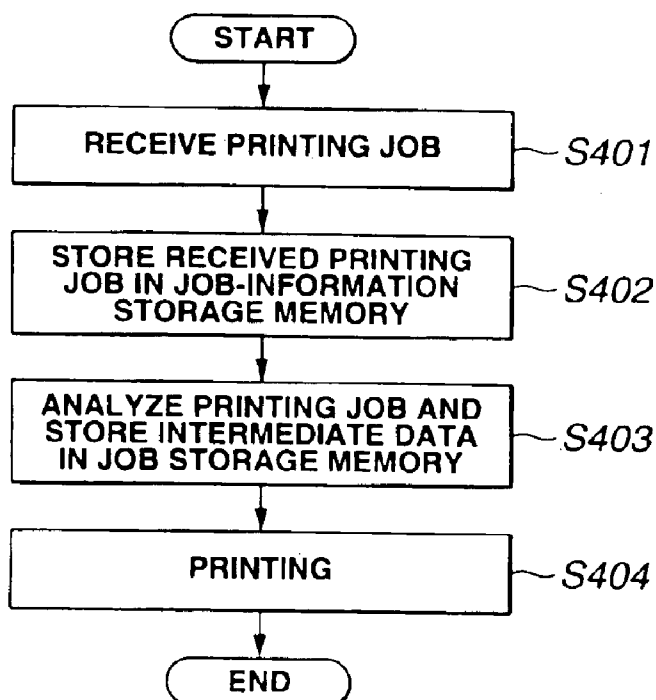 START
RECEIVE PRINTING JOB
S401
STORE RECEIVED PRINTING
JOB IN JOB-INFORMATION
STORAGE MEMORY
S402
ANALYZE PRINTING JOB AND
STORE INTERMEDIATE DATA
IN JOB STORAGE MEMORY
S403
PRINTING
S404
END